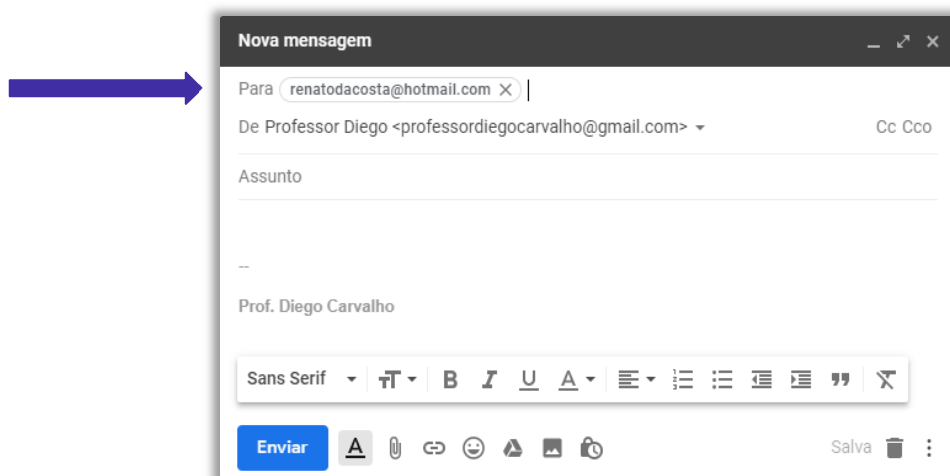 Nova mensagem
Para renatodacosta@hotmail.com
De Professor Diego <professordiegocarvalho@gmail.com> Cc Cco
Assunto
--
Prof. Diego Carvalho
Sans Serif
Enviar Salva